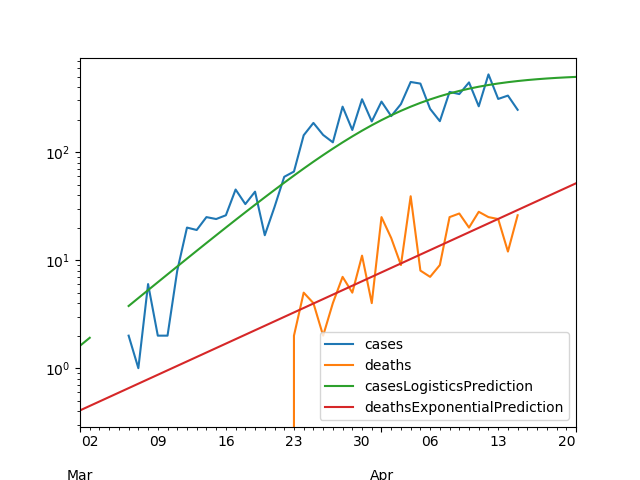 10²
10¹
10⁰
cases
deaths
casesLogisticsPrediction
deathsExponentialPrediction
02 09 16 23 30 06 13 20
Mar Apr